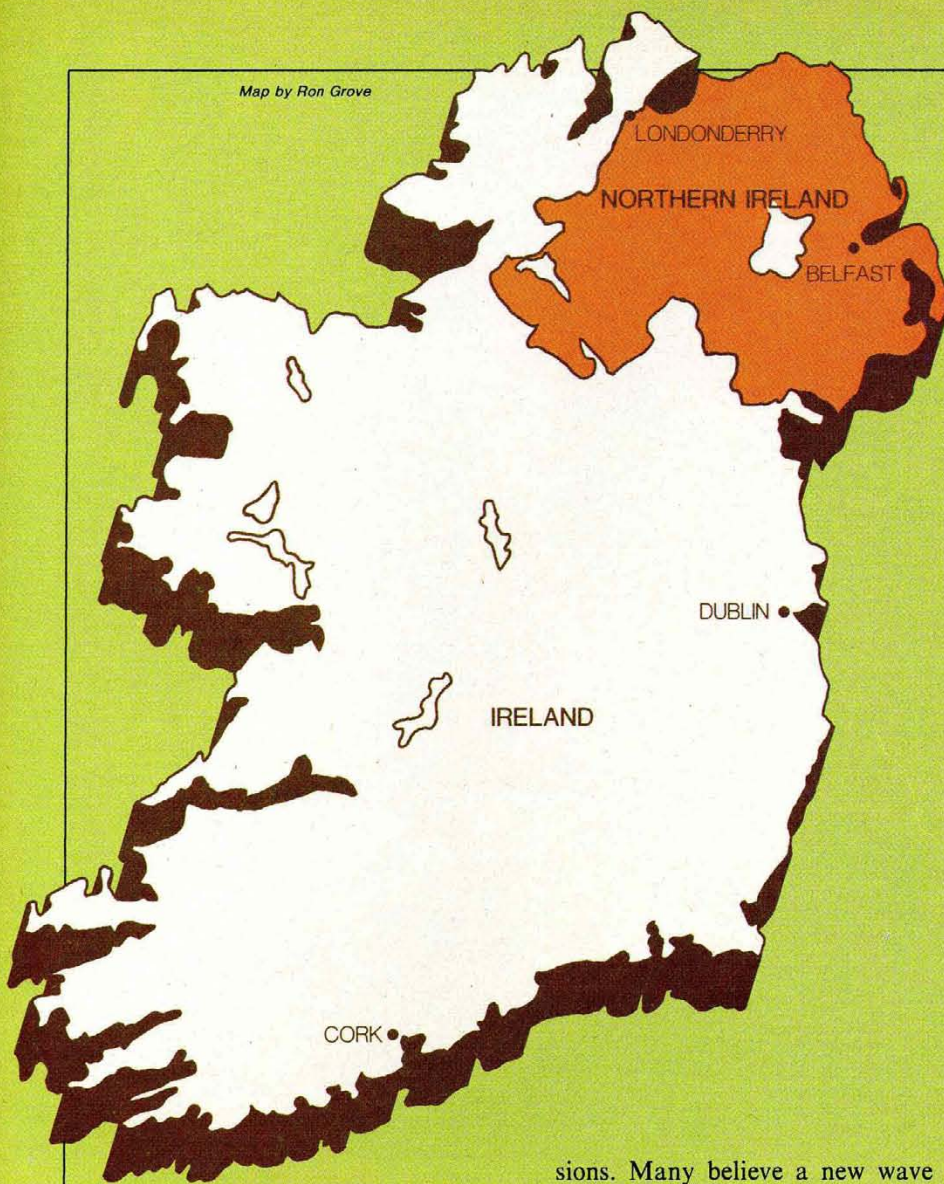 Map by Ron Grove
LONDONDERRY
NORTHERN IRELAND
BELFAST
DUBLIN
IRELAND
CORK
sions. Many believe a new wave